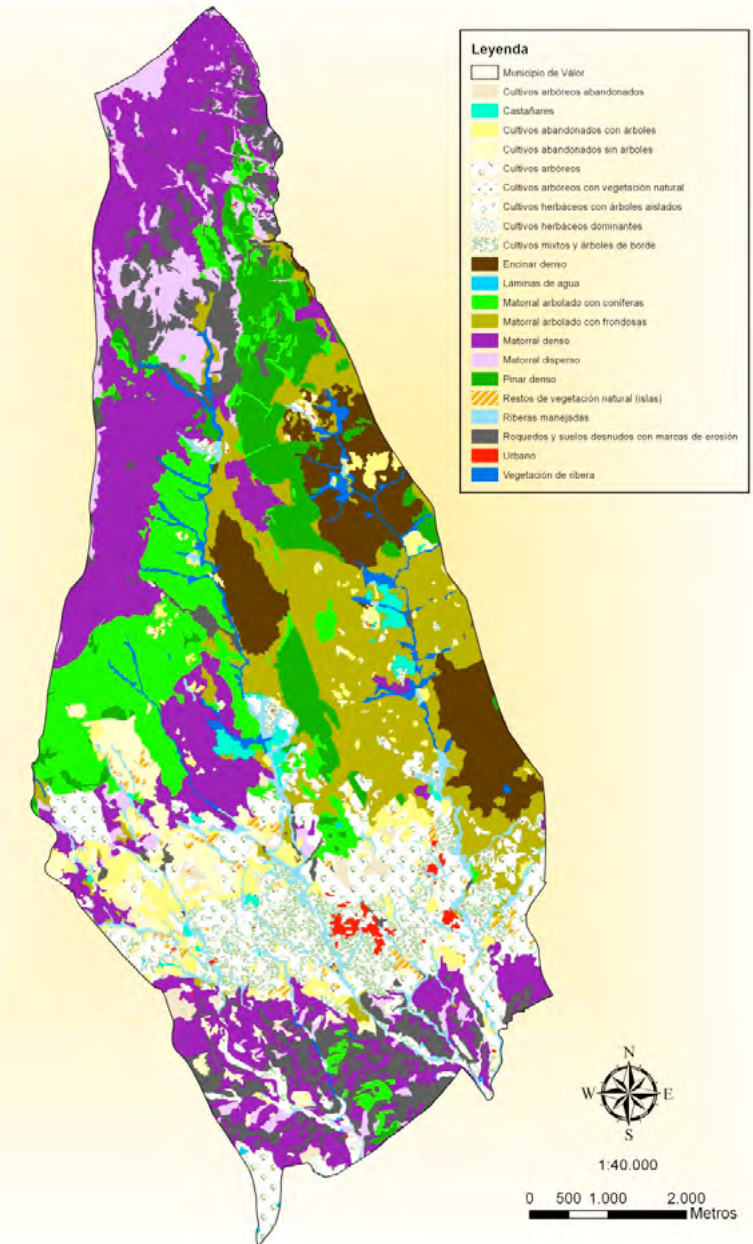 Leyenda
Municipio de Válor
Cultivos arbóreos abandonados
Castañares
Cultivos abandonados con árboles
Cultivos abandonados sin arboles
Cultivos arbóreos
Cultivos arbóreos con vegetación natural
Cultivos herbáceos con árboles aislados
Cultivos herbáceos dominantes
Cultivos mixtos y árboles de borde
Encinar denso
Láminas de agua
Matorral arbolado con coníferas
Matorral arbolado con frondosas
Matorral denso
Matorral disperso
Pinar denso
Restos de vegetación natural (islas)
Riberas manejadas
Roquedos y suelos desnudos con marcas de erosión
Urbano
Vegetación de ribera
N
W E
S
1:40.000
0 500 1.000 2.000
Metros